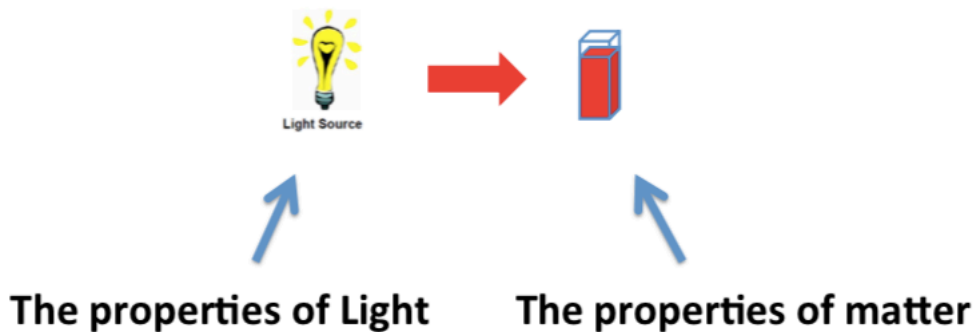 Light Source
The properties of Light
The properties of matter